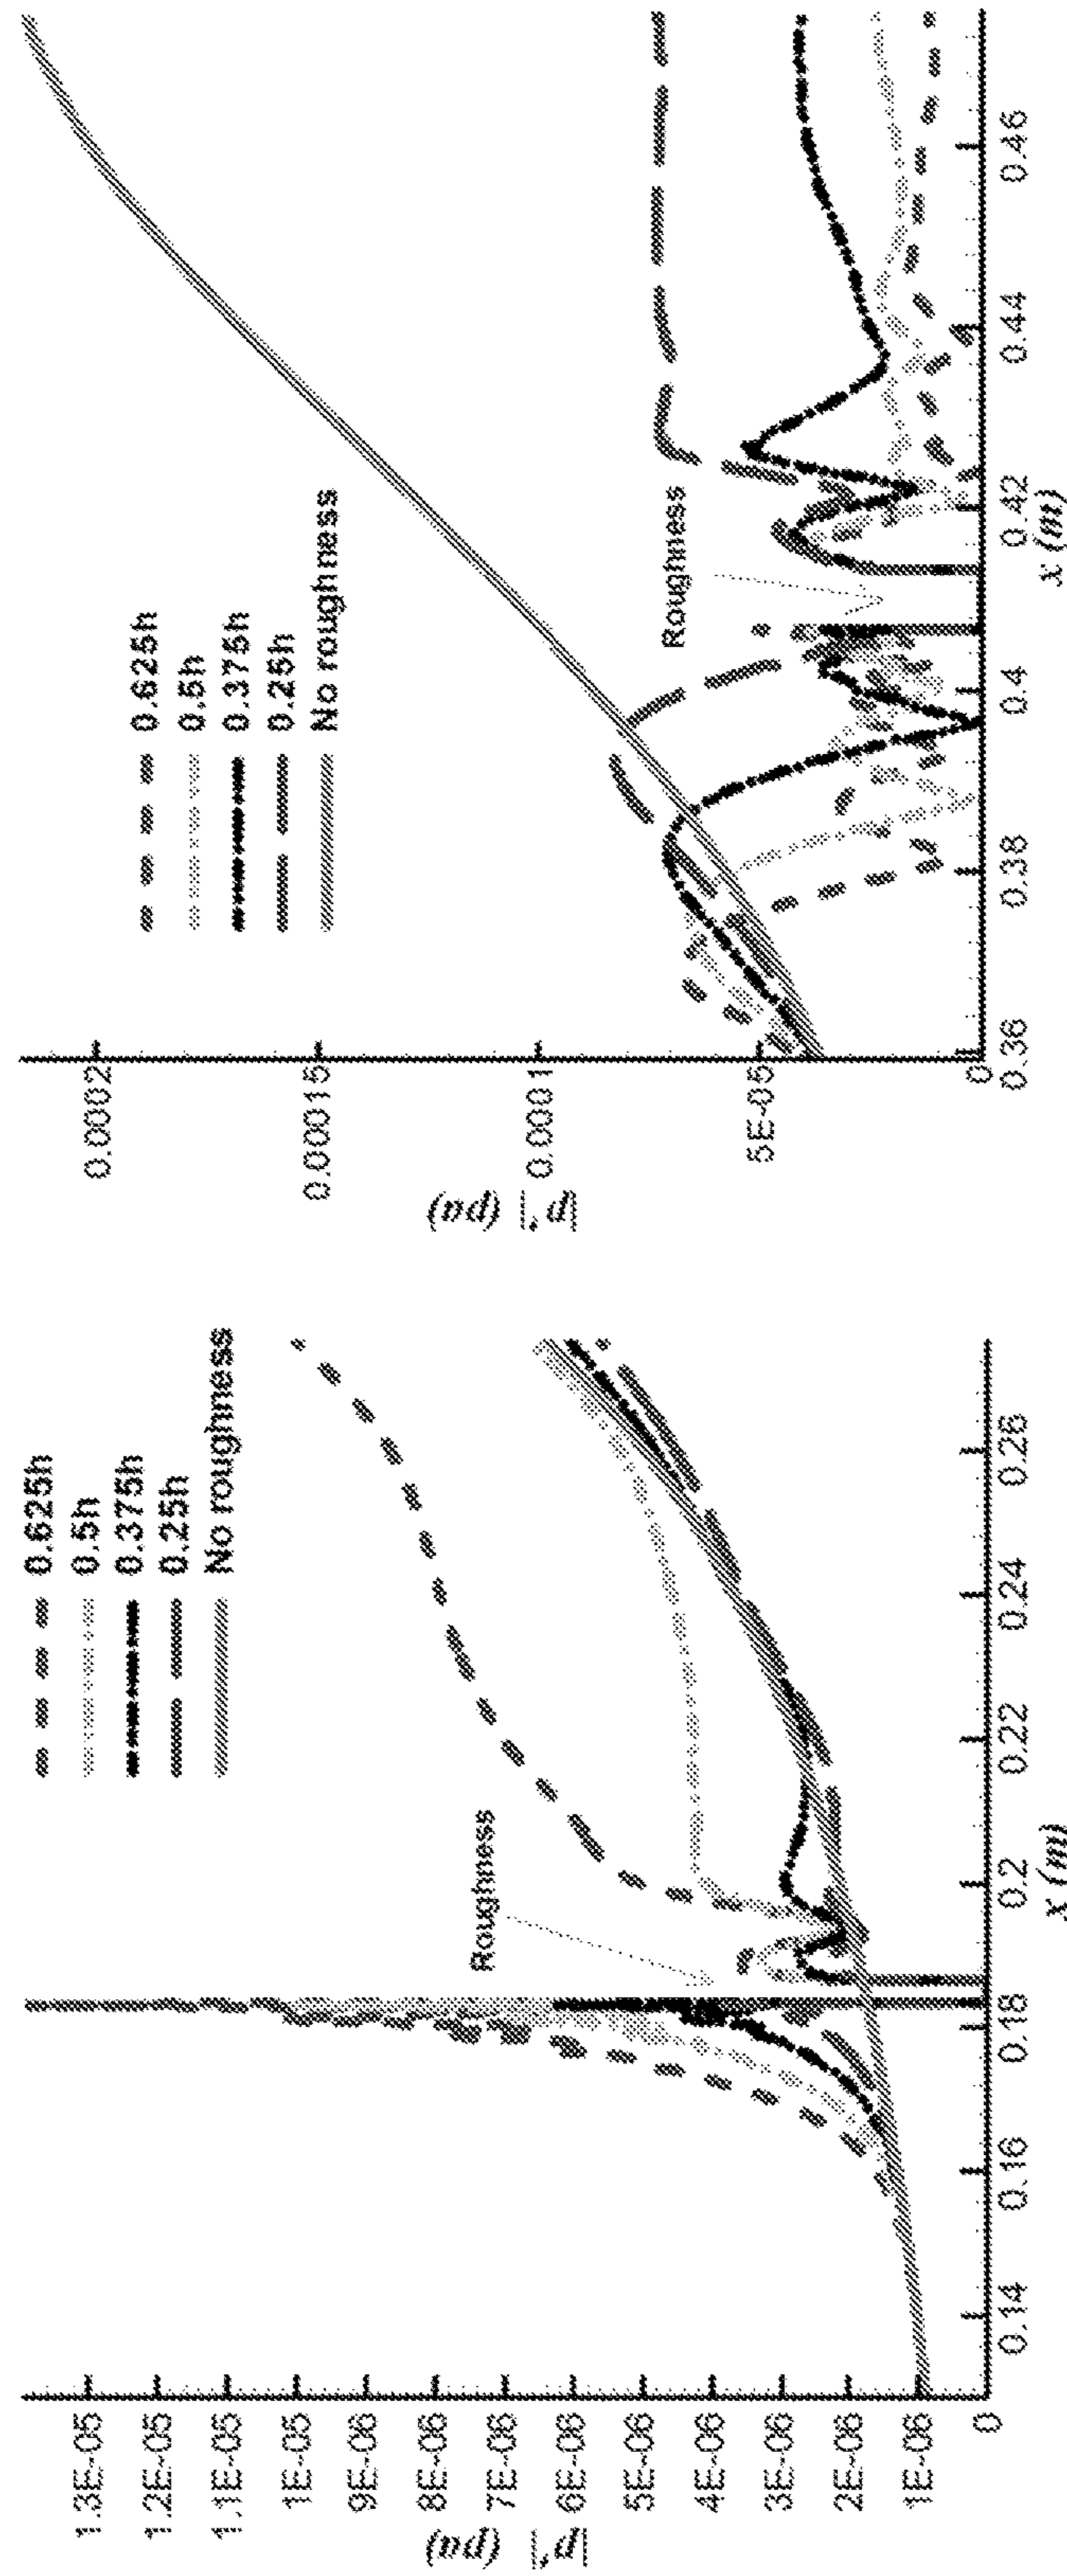 0.625h
0.5h
0.375h
0.25h
No roughness
Roughness
1.3E-05
1.2E-05
1.1E-05
1E-05
9E-06
8E-06
7E-06
6E-06
5E-06
4E-06
3E-06
2E-06
1E-06
0
|p'| (pa)
0.14
0.16
0.18
0.2
0.22
0.24
0.26
x (m)
0.625h
0.5h
0.375h
0.25h
No roughness
Roughness
0.0002
0.00015
0.0001
5E-05
0
|p'| (pa)
0.36
0.38
0.4
0.42
0.44
0.46
x (m)